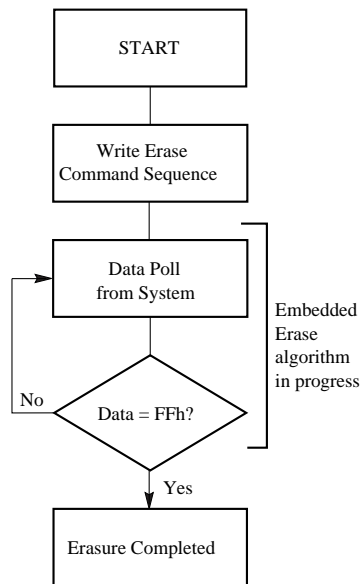 START
Write Erase
Command Sequence
Data Poll
from System
Embedded
Erase
algorithm
in progress
No
Data = FFh?
Yes
Erasure Completed